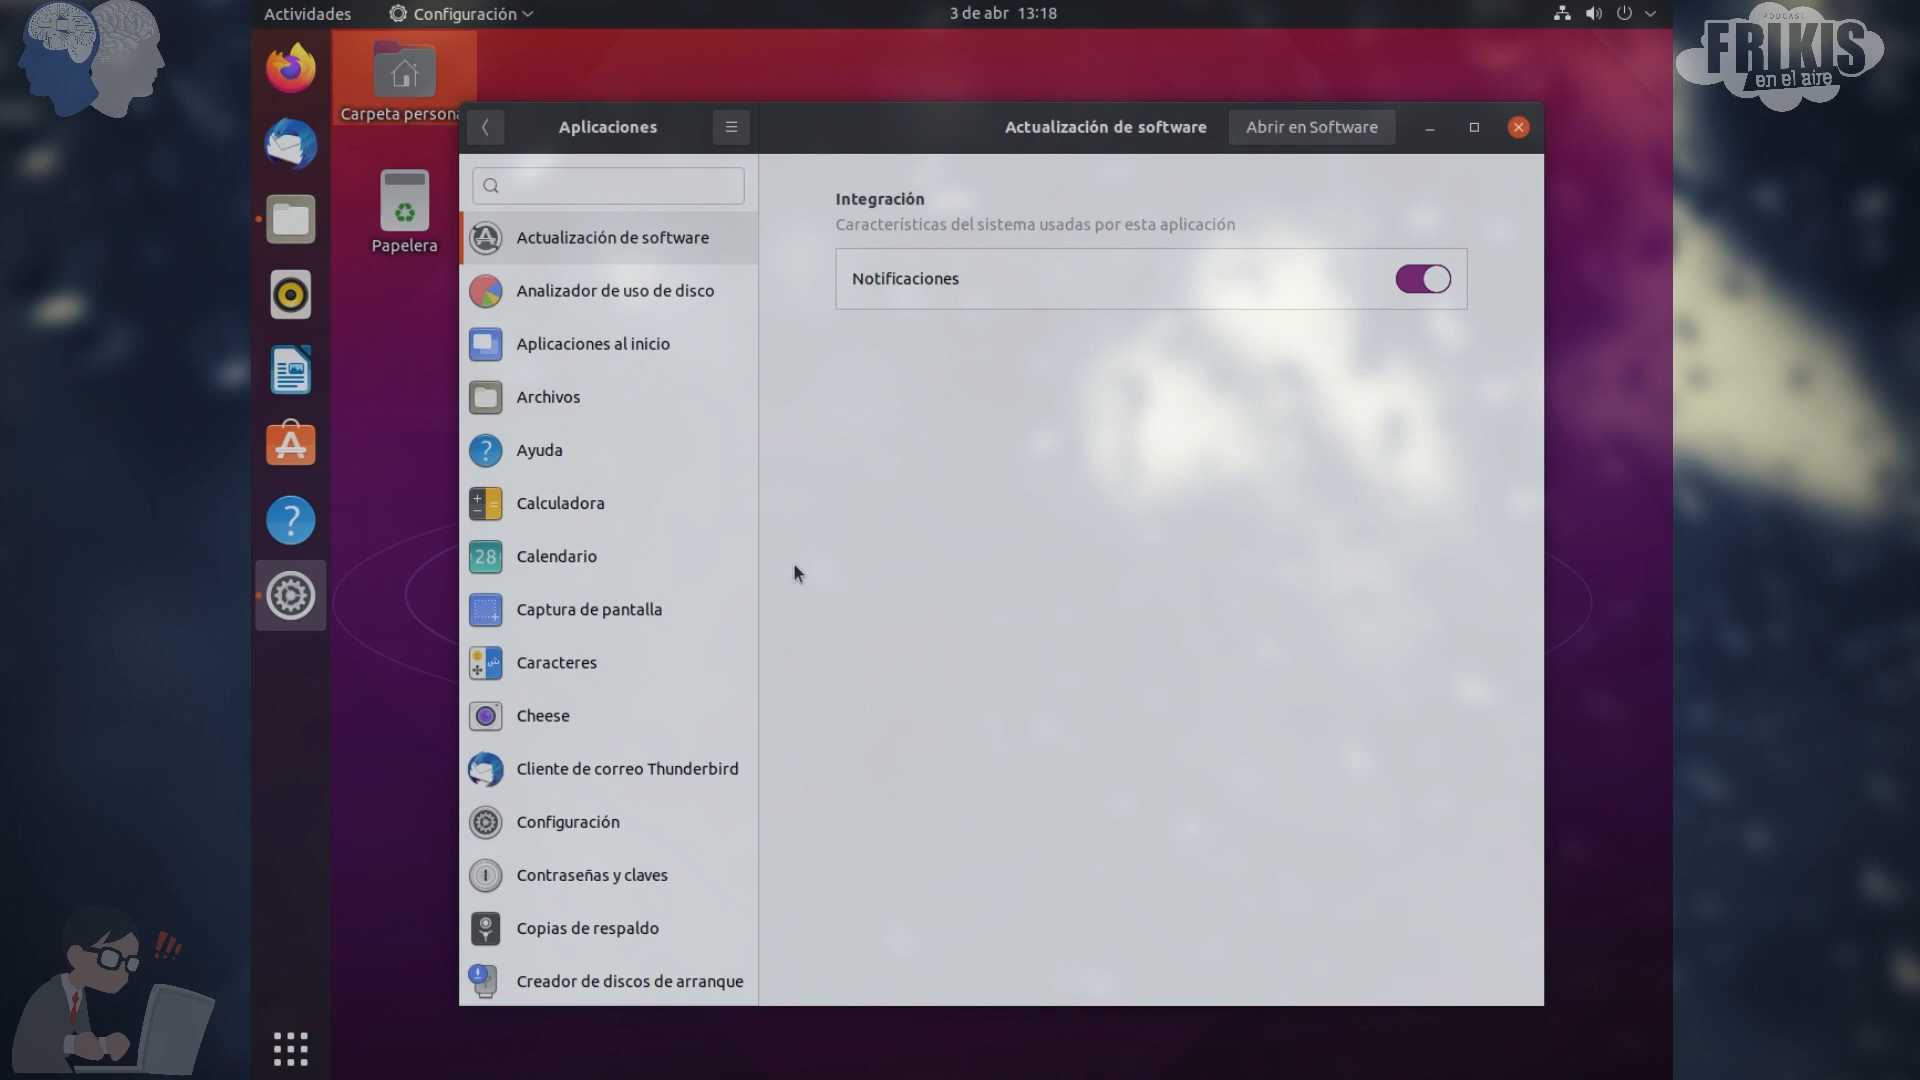 Actividades
Configuración
3 de abr 13:18
PODCAST
FRIKIS
en el aire
Carpeta persona
Papelera
Aplicaciones
Actualización de software
Abrir en Software
Actualización de software
Analizador de uso de disco
Aplicaciones al inicio
Archivos
Ayuda
Calculadora
28
Calendario
Captura de pantalla
Caracteres
Cheese
Cliente de correo Thunderbird
Configuración
Contraseñas y claves
Copias de respaldo
Creador de discos de arranque
Integración
Características del sistema usadas por esta aplicación
Notificaciones
!!!